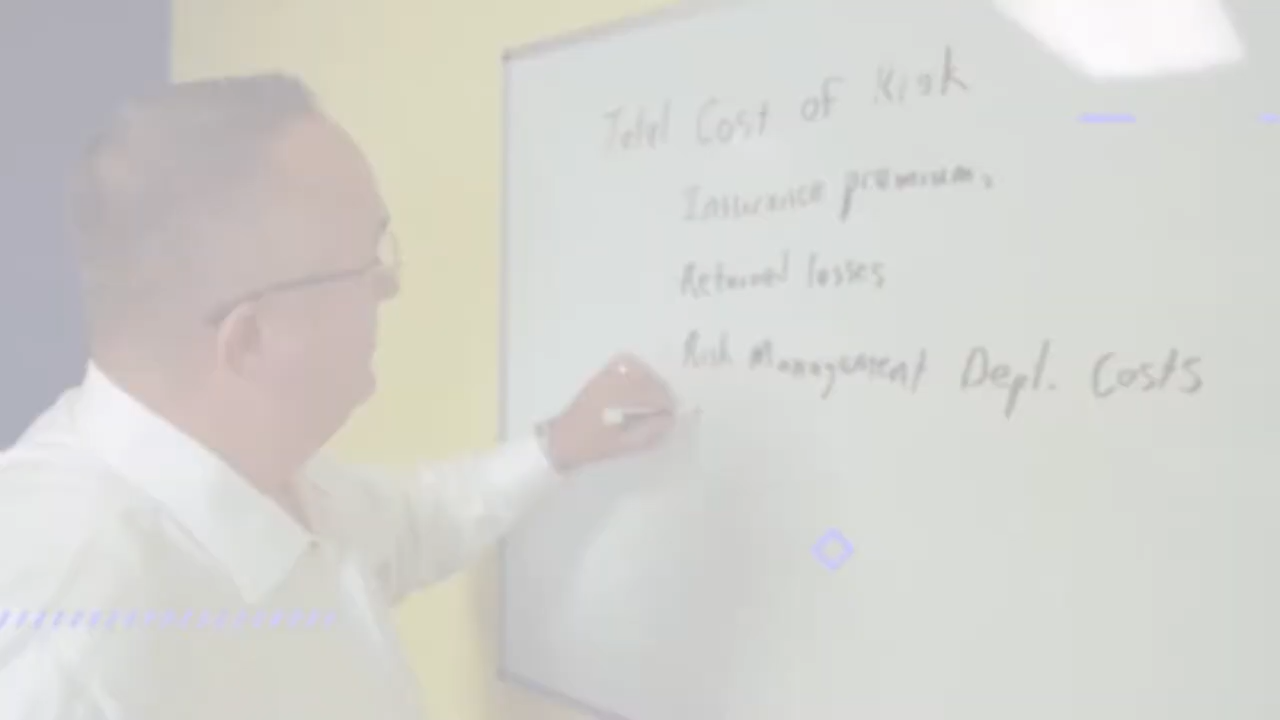 Total Cost of Risk
Insurance premiums
Retained losses
Risk Management Dept. Costs